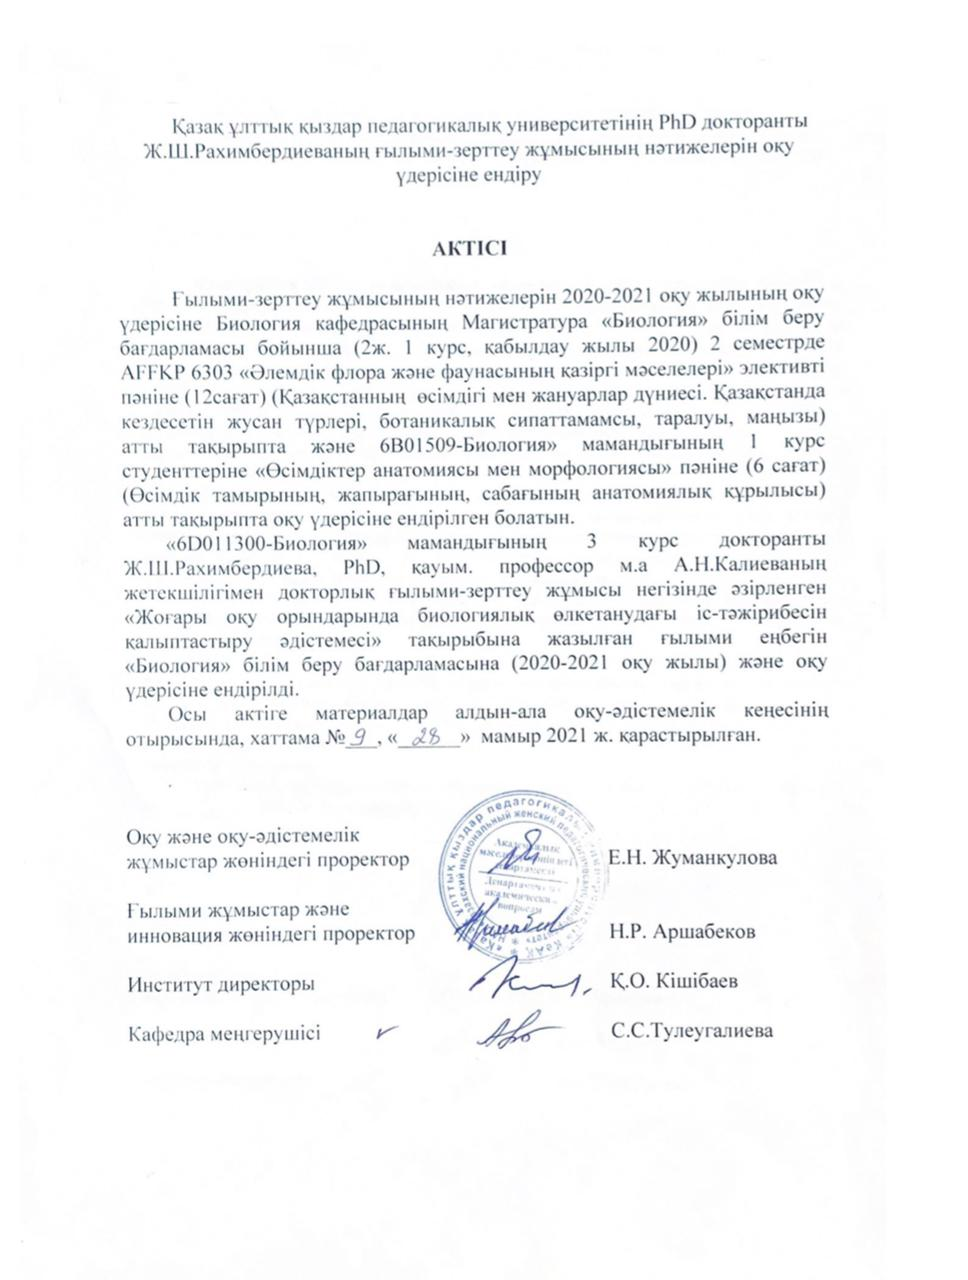 Қазақ ұлттық қыздар педагогикалық университетінің PhD докторанты
Ж.Ш.Рахимбердиеваның ғылыми-зерттеу жұмысының нәтижелерін оқу
үдерісіне ендіру
АКТІСІ
Ғылыми-зерттеу жұмысының нәтижелерін 2020-2021 оқу жылының оқу
үдерісіне Биология кафедрасының Магистратура «Биология» білім беру
бағдарламасы бойынша (2ж. 1 курс, қабылдау жылы 2020) 2 семестрде
AFFKP 6303 «Әлемдік флора және фаунасының қазіргі мәселелері» элективті
пәніне (12сағат) (Қазақстанның өсімдігі мен жануарлар дүниесі. Қазақстанда
кездесетін жусан түрлері, ботаникалық сипаттамамсы, таралуы, маңызы)
атты тақырыпта және 6В01509-Биология» мамандығының 1 курс
студенттеріне «Өсімдіктер анатомиясы мен морфологиясы» пәніне (6 сағат)
(Өсімдік тамырының, жапырағының, сабағының анатомиялық құрылысы)
атты тақырыпта оқу үдерісіне ендірілген болатын.
«6D011300-Биология» мамандығының 3 курс докторанты
Ж.Ш.Рахимбердиева, PhD, қауым. профессор м.а А.Н.Калиеваның
жетекшілігімен докторлық ғылыми-зерттеу жұмысы негізінде әзірленген
«Жоғары оқу орындарында биологиялық өлкетанудағы іс-тәжірибесін
қалыптастыру әдістемесі» тақырыбына жазылған ғылыми еңбегін
«Биология» білім беру бағдарламасына (2020-2021 оқу жылы) және оқу
үдерісіне ендірілді.
Осы актіге материалдар алдын-ала оқу-әдістемелік кеңесінің
отырысында, хаттама №_9_, «_28_» мамыр 2021 ж. қарастырылған.
Оқу және оқу-әдістемелік
жұмыстар жөніндегі проректор Е.Н. Жуманкулова
Ғылыми жұмыстар және
инновация жөніндегі проректор Н.Р. Аршабеков
Институт директоры Қ.О. Кішібаев
Кафедра меңгерушісі С.С.Тулеугалиева